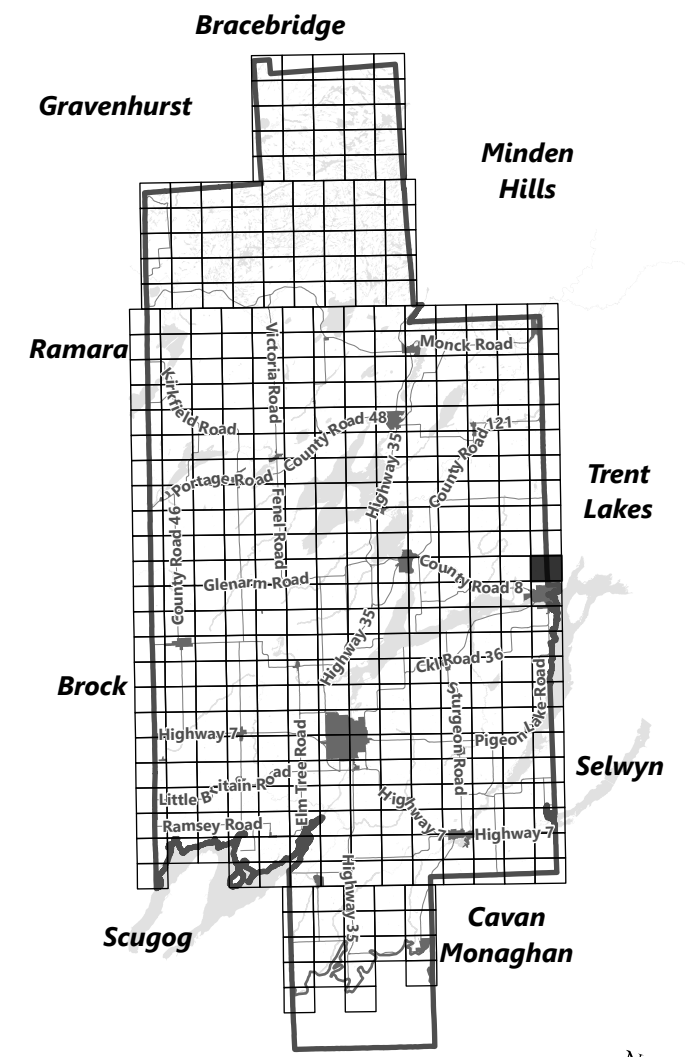 Bracebridge
Gravenhurst
Minden
Hills
Ramara
Victoria Road
Monck Road
Kirkfield Road
County Road 48
Highway 35
County Road 121
Portage Road
Trent
Lakes
County Road 46
Fenel Road
Glenarm Road
County Road 8
Highway 35
Ckl Road 36
Brock
Sturgeon Road
Pigeon Lake Road
Highway 7
Elm Tree Road
Selwyn
Little Britain Road
Highway 7
Ramsey Road
Highway 7
Highway 35
Scugog
Cavan
Monaghan
N